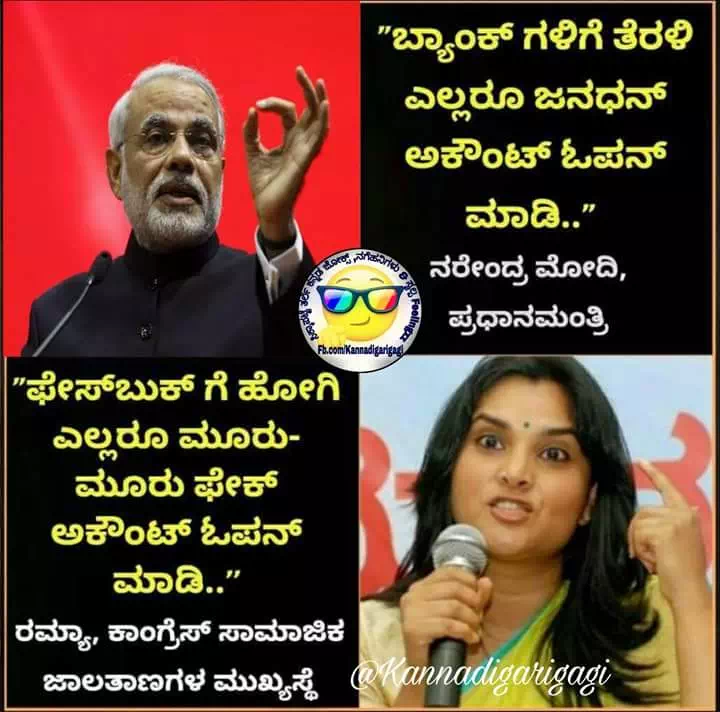 ”ಬ್ಯಾಂಕ್ ಗಳಿಗೆ ತೆರಳಿ
ಎಲ್ಲರೂ ಜನಧನ್
ಅಕೌಂಟ್ ಓಪನ್
ಮಾಡಿ..”
ನರೇಂದ್ರ ಮೋದಿ,
ಪ್ರಧಾನಮಂತ್ರಿ
Fb.com/Kannadigarigagi
”ಫೇಸ್‌ಬುಕ್ ಗೆ ಹೋಗಿ
ಎಲ್ಲರೂ ಮೂರು-
ಮೂರು ಫೇಕ್
ಅಕೌಂಟ್ ಓಪನ್
ಮಾಡಿ..”
ರಮ್ಯಾ, ಕಾಂಗ್ರೆಸ್ ಸಾಮಾಜಿಕ
ಜಾಲತಾಣಗಳ ಮುಖ್ಯಸ್ಥೆ
@Kannadigarigagi